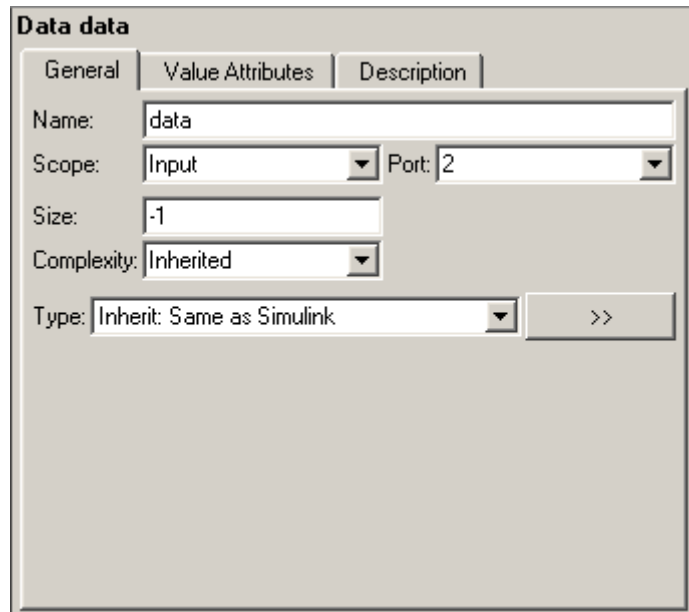 Data data
General Value Attributes Description
Name: data
Scope: Input Port: 2
Size: -1
Complexity: Inherited
Type: Inherit: Same as Simulink >>